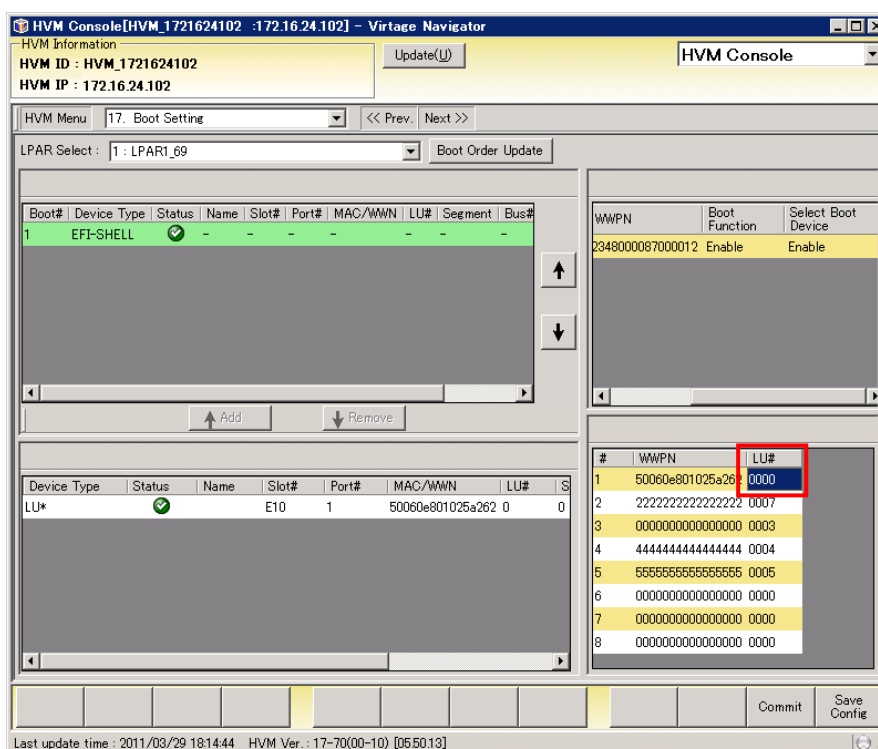 HVM Console[HVM_1721624102 :172.16.24.102] - Virtage Navigator
HVM Information
HVM ID : HVM_1721624102
HVM IP : 172.16.24.102
Update(U)
HVM Console
HVM Menu 17. Boot Setting << Prev. Next >>
LPAR Select : 1 : LPAR1_69 Boot Order Update
Boot# Device Type Status Name Slot# Port# MAC/WWN LU# Segment Bus#
1 EFI-SHELL - - - - - - -
WWPN Boot Function Select Boot Device
2348000087000012 Enable Enable
Add Remove
Device Type Status Name Slot# Port# MAC/WWN LU# S
LU* E10 1 50060e801025a262 0 0
# WWPN LU#
1 50060e801025a262 0000
2 2222222222222222 0007
3 0000000000000000 0003
4 4444444444444444 0004
5 5555555555555555 0005
6 0000000000000000 0000
7 0000000000000000 0000
8 0000000000000000 0000
Commit Save Config
Last update time : 2011/03/29 18:14:44 HVM Ver. : 17-70(00-10) [05.50.13]